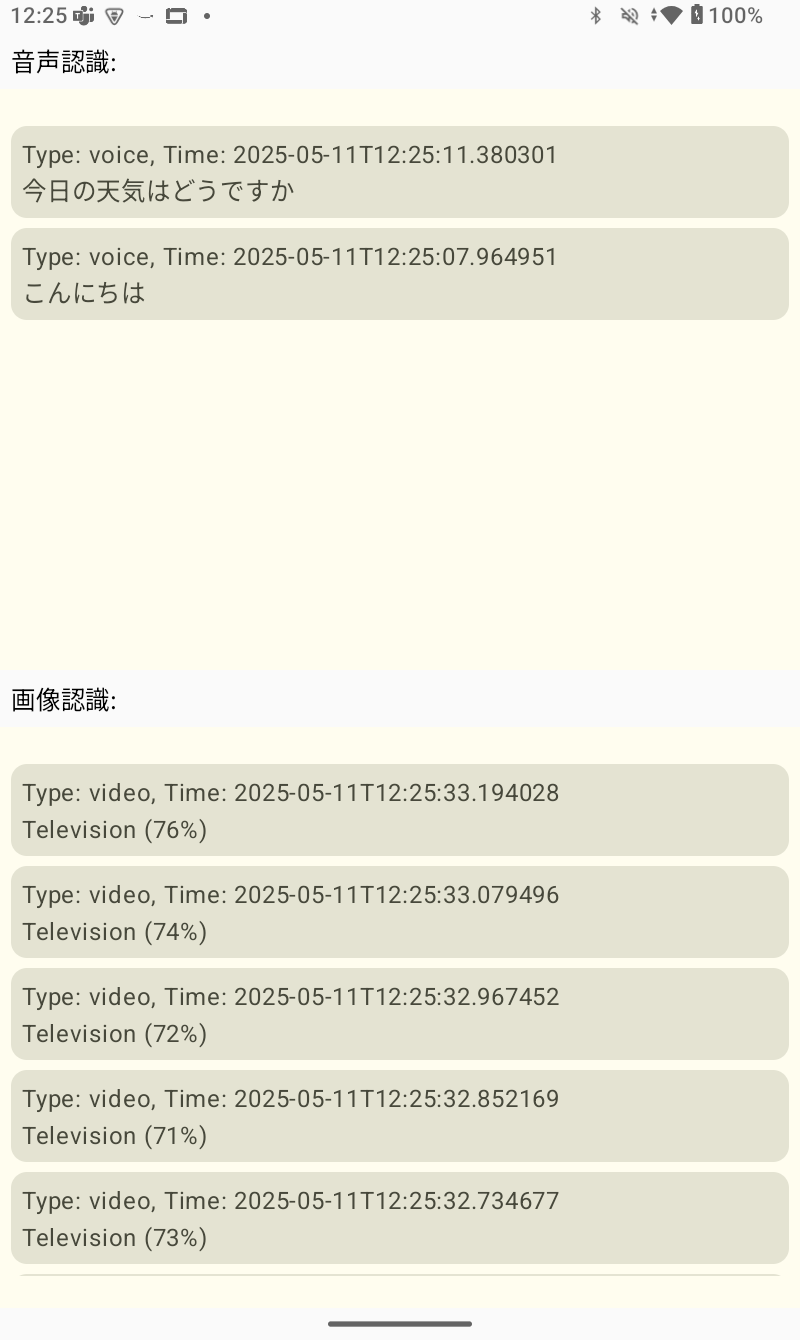 12:25 100%
音声認識:
Type: voice, Time: 2025-05-11T12:25:11.380301
今日の天気はどうですか
Type: voice, Time: 2025-05-11T12:25:07.964951
こんにちは
画像認識:
Type: video, Time: 2025-05-11T12:25:33.194028
Television (76%)
Type: video, Time: 2025-05-11T12:25:33.079496
Television (74%)
Type: video, Time: 2025-05-11T12:25:32.967452
Television (72%)
Type: video, Time: 2025-05-11T12:25:32.852169
Television (71%)
Type: video, Time: 2025-05-11T12:25:32.734677
Television (73%)